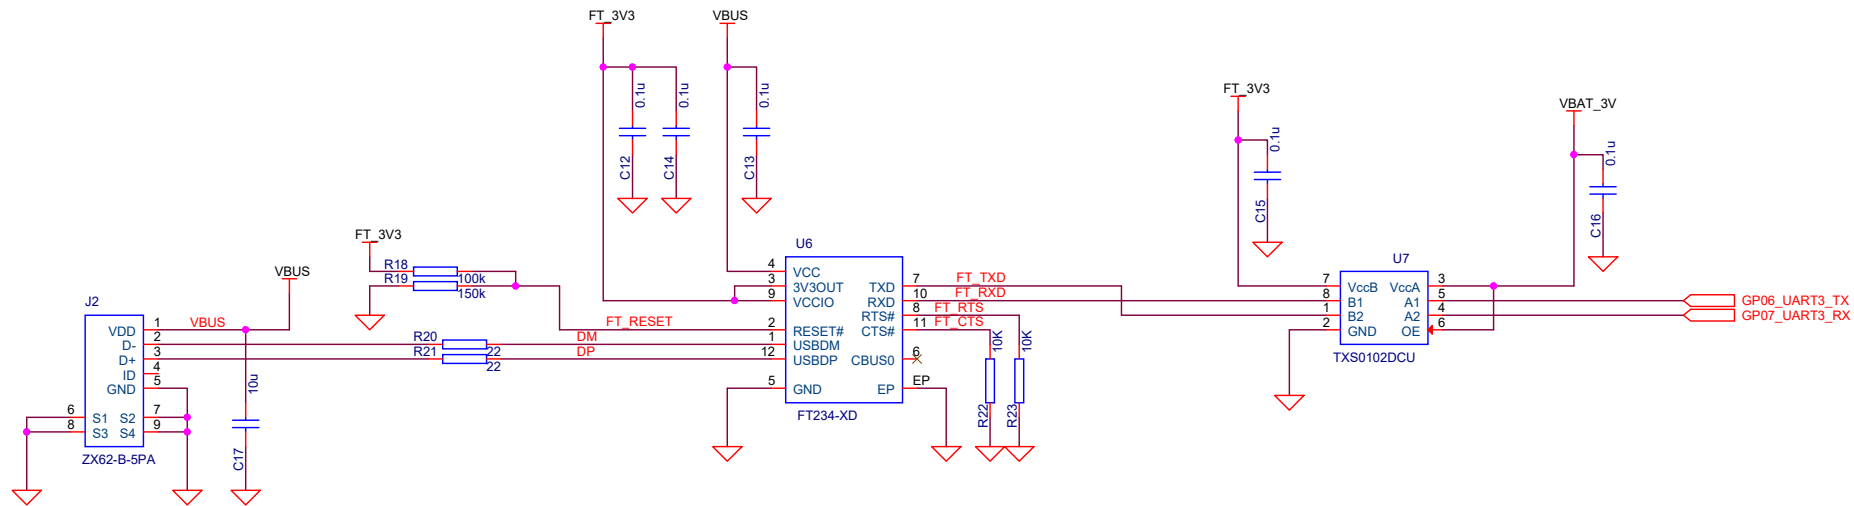 FT_3V3
VBUS
0.1u
0.1u
0.1u
C12
C14
C13
FT_3V3
0.1u
C15
VBAT_3V
0.1u
C16
FT_3V3
R18
100k
R19
150k
VBUS
J2
VDD 1
D- 2
D+ 3
ID 4
GND 5
6 S1 S2 7
8 S3 S4 9
ZX62-B-5PA
VBUS
10u
C17
FT_RESET
R20
22
DM
R21
22
DP
U6
4 VCC
3 3V3OUT
9 VCCIO
2 RESET#
1 USBDM
12 USBDP
5 GND
TXD 7
RXD 10
RTS# 8
CTS# 11
CBUS0 6
EP EP
FT234-XD
FT_TXD
FT_RXD
FT_RTS
FT_CTS
10K
R22
10K
R23
U7
7 VccB VccA 3
8 B1 A1 5
1 B2 A2 4
2 GND OE 6
TXS0102DCU
GP06_UART3_TX
GP07_UART3_RX